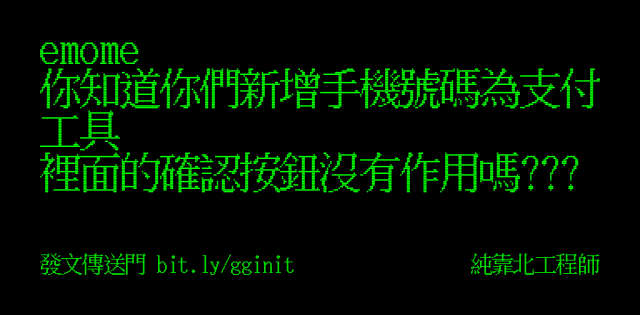 emome
你知道你們新增手機號碼為支付
工具
裡面的確認按鈕沒有作用嗎???
發文傳送門 bit.ly/gginit
純靠北工程師